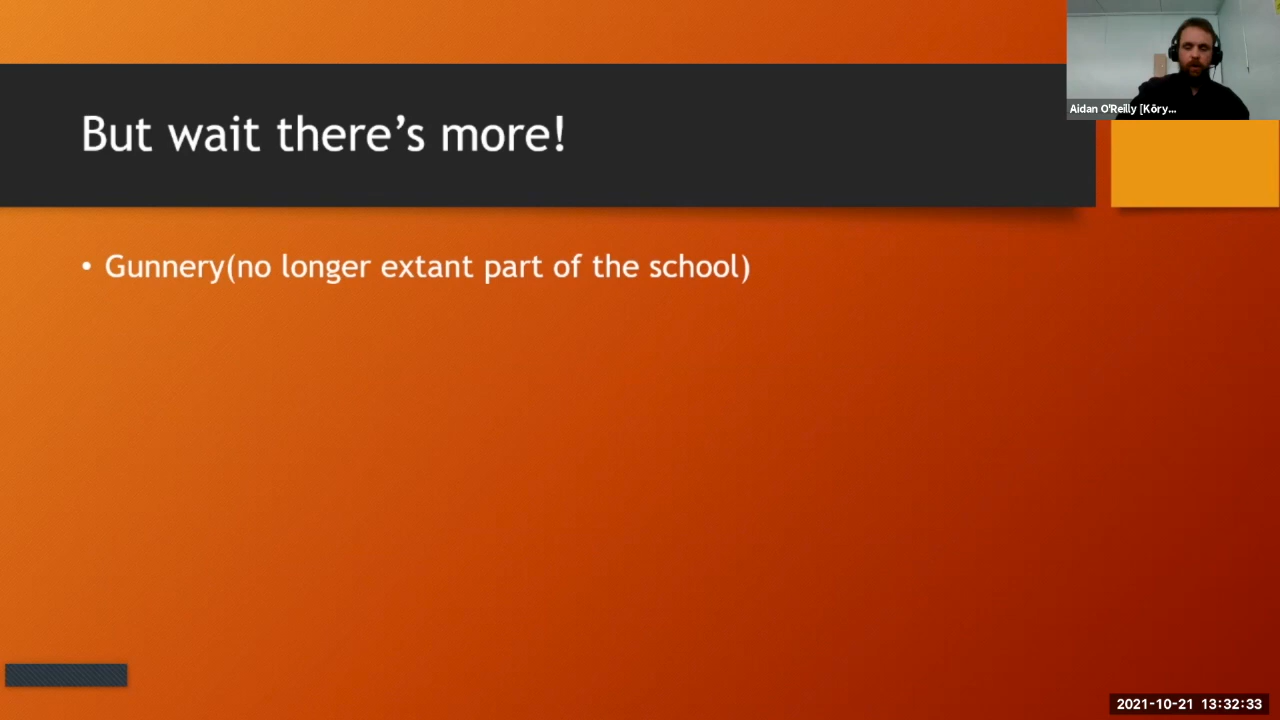 But wait there's more!
Aidan O'Reilly [Kōry...
• Gunnery(no longer extant part of the school)
2021-10-21 13:32:33